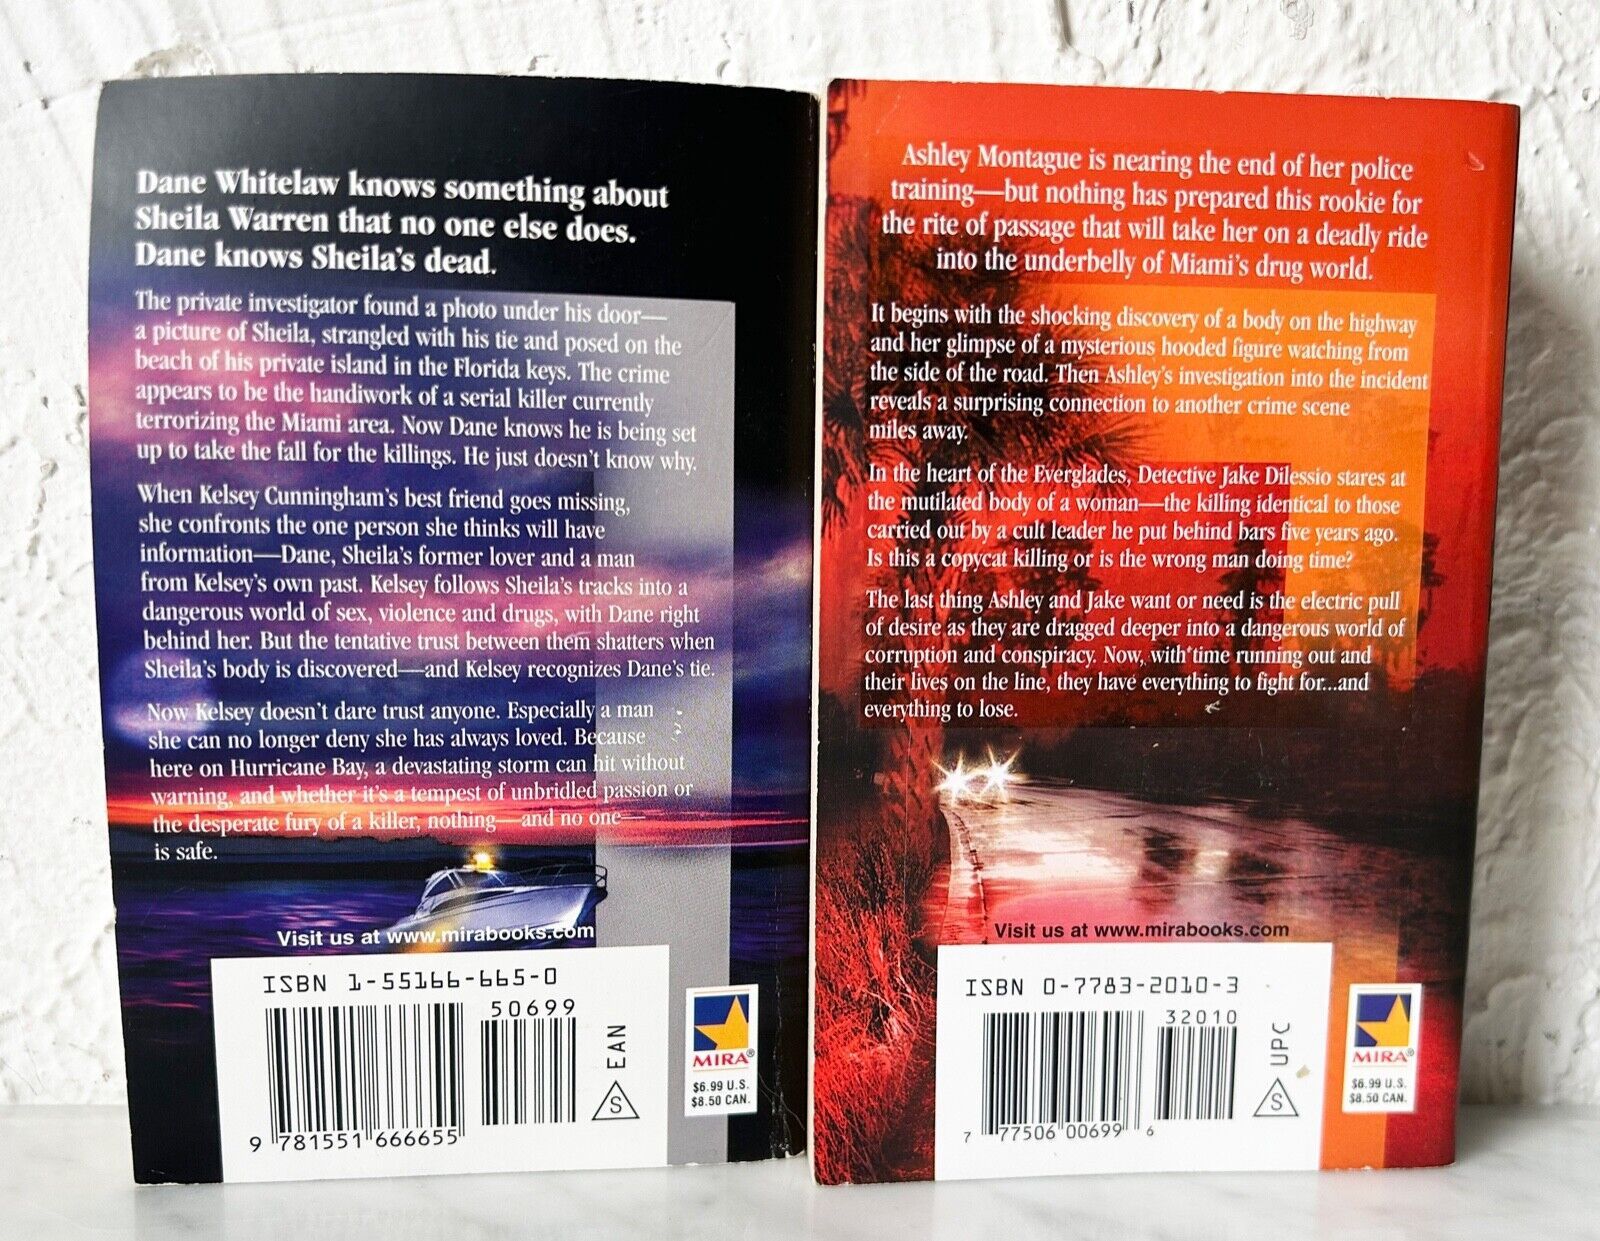 Dane Whitelaw knows something about
Sheila Warren that no one else does.
Dane knows Sheila's dead.
The private investigator found a photo under his door—
a picture of Sheila, strangled with his tie and posed on the
beach of his private island in the Florida keys. The crime
appears to be the handiwork of a serial killer currently
terrorizing the Miami area. Now Dane knows he is being set
up to take the fall for the killings. He just doesn't know why.
When Kelsey Cunningham's best friend goes missing,
she confronts the one person she thinks will have
information—Dane, Sheila's former lover and a man
from Kelsey's own past. Kelsey follows Sheila's tracks into a
dangerous world of sex, violence and drugs, with Dane right
behind her. But the tentative trust between them shatters when
Sheila's body is discovered—and Kelsey recognizes Dane's tie.
Now Kelsey doesn't dare trust anyone. Especially a man
she can no longer deny she has always loved. Because
here on Hurricane Bay, a devastating storm can hit without
warning, and whether it's a tempest of unbridled passion or
the desperate fury of a killer, nothing—and no one—
is safe.
Visit us at www.mirabooks.com
ISBN 1-55166-665-0
50699
EAN
S
9 781551 666655
MIRA®
$6.99 U.S.
$8.50 CAN.
Ashley Montague is nearing the end of her police
training—but nothing has prepared this rookie for
the rite of passage that will take her on a deadly ride
into the underbelly of Miami's drug world.
It begins with the shocking discovery of a body on the highway
and her glimpse of a mysterious hooded figure watching from
the side of the road. Then Ashley's investigation into the incident
reveals a surprising connection to another crime scene
miles away.
In the heart of the Everglades, Detective Jake Dilessio stares at
the mutilated body of a woman—the killing identical to those
carried out by a cult leader he put behind bars five years ago.
Is this a copycat killing or is the wrong man doing time?
The last thing Ashley and Jake want or need is the electric pull
of desire as they are dragged deeper into a dangerous world of
corruption and conspiracy. Now, with time running out and
their lives on the line, they have everything to fight for...and
everything to lose.
Visit us at www.mirabooks.com
ISBN 0-7783-2010-3
32010
UPC
S
7 77506 00699 6
MIRA®
$6.99 U.S.
$8.50 CAN.